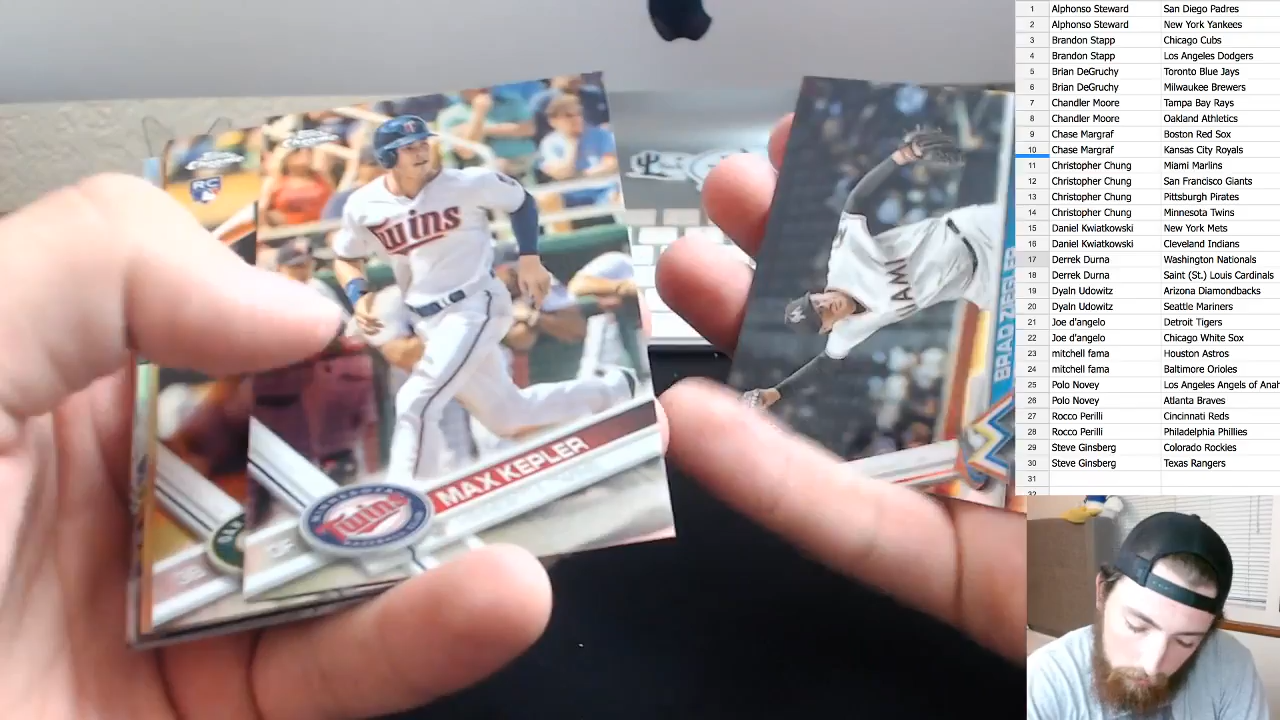 1 Alphonso Steward San Diego Padres
2 Alphonso Steward New York Yankees
3 Brandon Stapp Chicago Cubs
4 Brandon Stapp Los Angeles Dodgers
5 Brian DeGruchy Toronto Blue Jays
6 Brian DeGruchy Milwaukee Brewers
7 Chandler Moore Tampa Bay Rays
8 Chandler Moore Oakland Athletics
9 Chase Margraf Boston Red Sox
10 Chase Margraf Kansas City Royals
11 Christopher Chung Miami Marlins
12 Christopher Chung San Francisco Giants
13 Christopher Chung Pittsburgh Pirates
14 Christopher Chung Minnesota Twins
15 Daniel Kwiatkowski New York Mets
16 Daniel Kwiatkowski Cleveland Indians
17 Derrek Durna Washington Nationals
18 Derrek Durna Saint (St.) Louis Cardinals
19 Dyaln Udowitz Arizona Diamondbacks
20 Dyaln Udowitz Seattle Mariners
21 Joe d'angelo Detroit Tigers
22 Joe d'angelo Chicago White Sox
23 mitchell fama Houston Astros
24 mitchell fama Baltimore Orioles
25 Polo Novey Los Angeles Angels of Anal
26 Polo Novey Atlanta Braves
27 Rocco Perilli Cincinnati Reds
28 Rocco Perilli Philadelphia Phillies
29 Steve Ginsberg Colorado Rockies
30 Steve Ginsberg Texas Rangers
31
32
RC
Twins
MAX KEPLER
Twins
OF
MIAMI
BRAD ZIEGLER